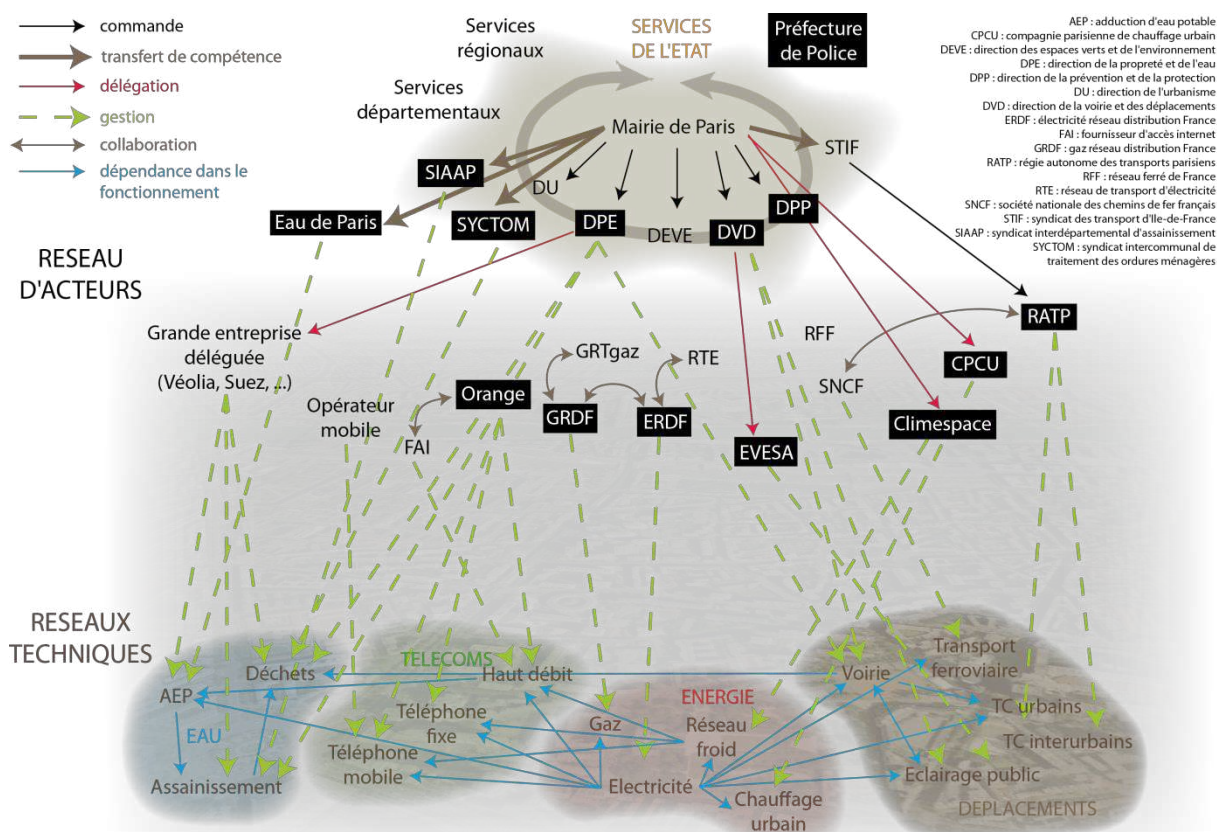 commande
transfert de compétence
délégation
gestion
collaboration
dépendance dans le
fonctionnement
Services
régionaux
SERVICES
DE L'ETAT
Préfecture
de Police
Services
départementaux
Mairie de Paris
AEP : adduction d'eau potable
CPCU : compagnie parisienne de chauffage urbain
DEVE : direction des espaces verts et de l'environnement
DPE : direction de la propreté et de l'eau
DPP : direction de la prévention et de la protection
DU : direction de l'urbanisme
DVD : direction de la voirie et des déplacements
ERDF : électricité réseau distribution France
FAI : fournisseur d'accès internet
GRDF : gaz réseau distribution France
RATP : régie autonome des transports parisiens
RFF : réseau ferré de France
RTE : réseau de transport d'électricité
SNCF : société nationale des chemins de fer français
STIF : syndicat des transport d'Ile-de-France
SIAAP : syndicat interdépartemental d'assainissement
SYCTOM : syndicat intercommunal de
traitement des ordures ménagères
STIF
SIAAP
DU
Eau de Paris
SYCTOM
DPE
DEVE
DVD
DPP
RESEAU
D'ACTEURS
Grande entreprise
déléguée
(Véolia, Suez, ...)
Opérateur
mobile
FAI
Orange
GRTgaz
GRDF
RTE
ERDF
EVESA
RFF
SNCF
RATP
CPCU
Climespace
RESEAUX
TECHNIQUES
Déchets
AEP
EAU
Assainissement
TELECOMS
Haut débit
Téléphone
fixe
Téléphone
mobile
ENERGIE
Gaz
Réseau
froid
Electricité
Chauffage
urbain
Voirie
Transport
ferroviaire
TC urbains
TC interurbains
Eclairage public
DEPLACEMENTS